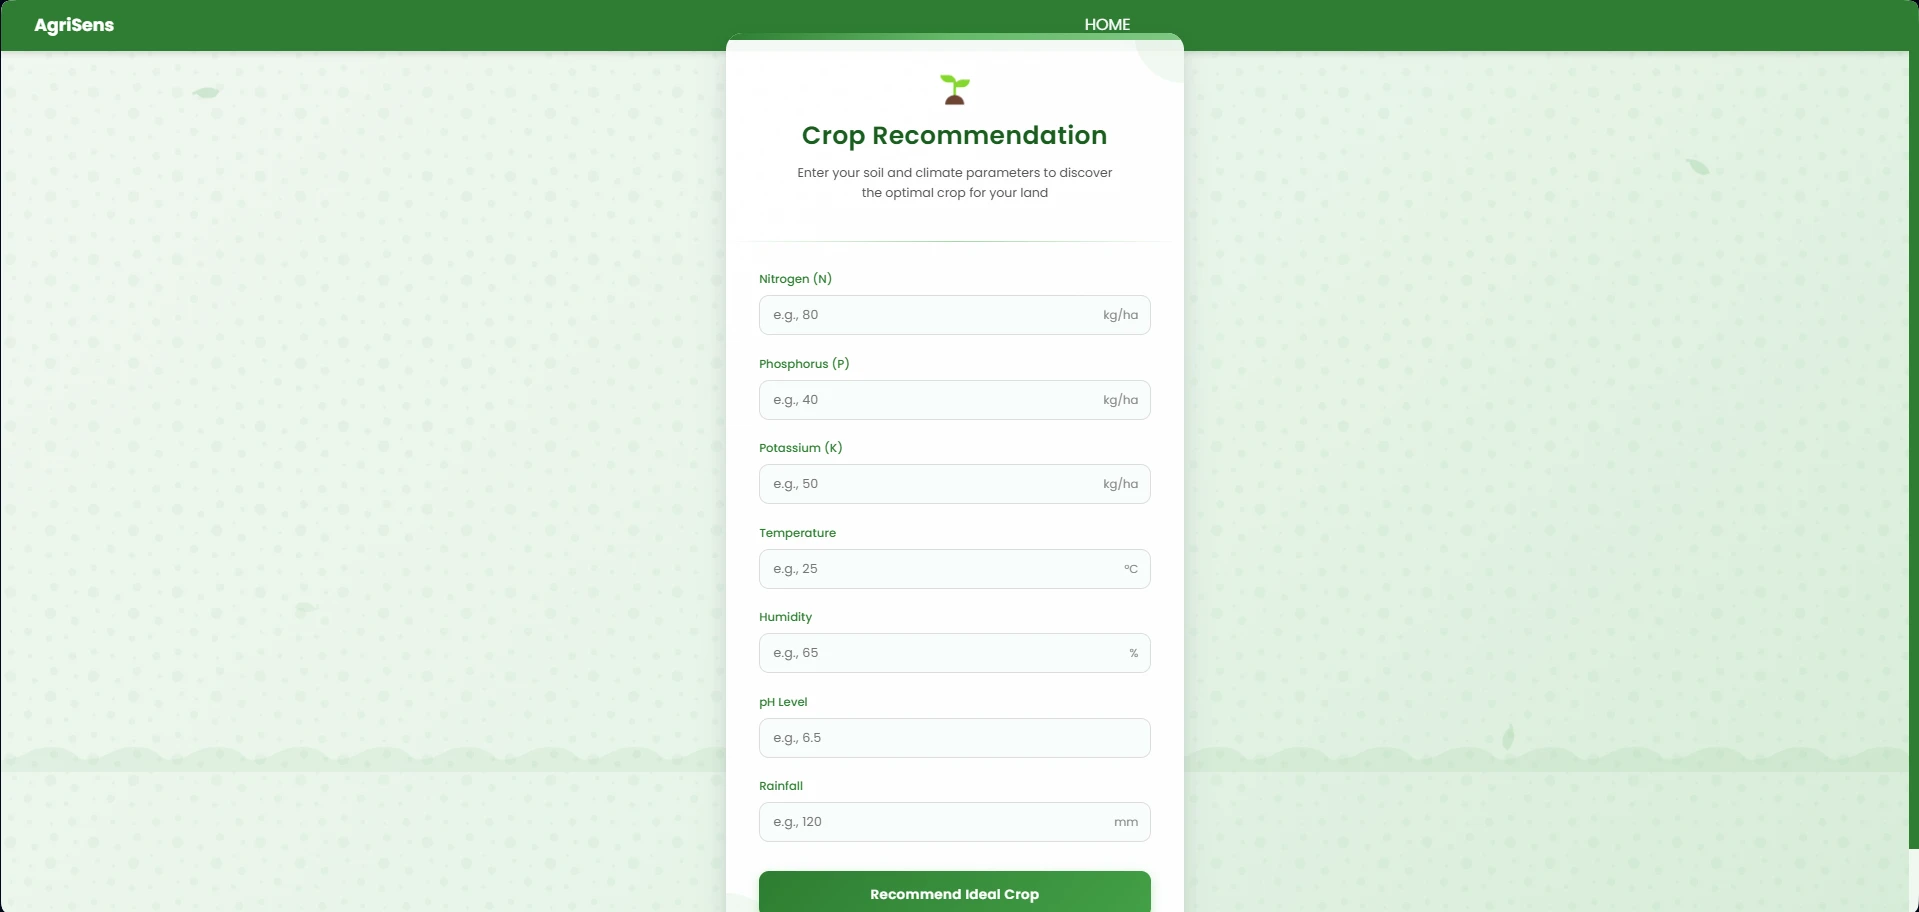 AgriSens
HOME
Crop Recommendation
Enter your soil and climate parameters to discover
the optimal crop for your land
Nitrogen (N)
e.g., 80 kg/ha
Phosphorus (P)
e.g., 40 kg/ha
Potassium (K)
e.g., 50 kg/ha
Temperature
e.g., 25 °C
Humidity
e.g., 65 %
pH Level
e.g., 6.5
Rainfall
e.g., 120 mm
Recommend Ideal Crop